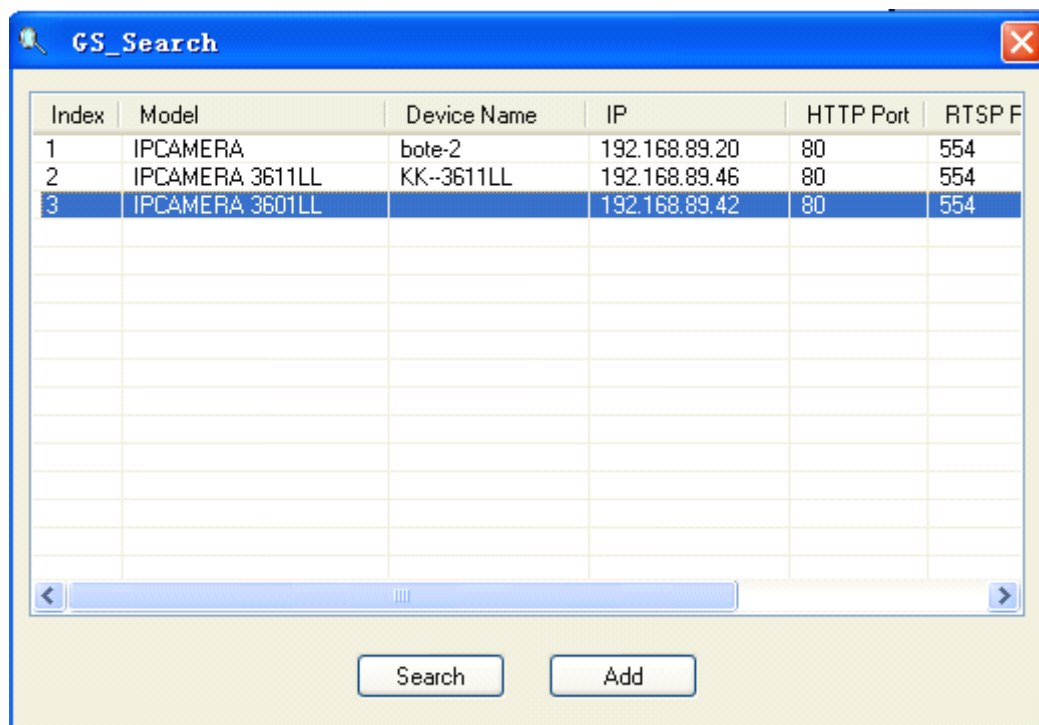 GS_Search
Index Model Device Name IP HTTP Port RTSP F
1 IPCAMERA bote-2 192.168.89.20 80 554
2 IPCAMERA 3611LL KK--3611LL 192.168.89.46 80 554
3 IPCAMERA 3601LL 192.168.89.42 80 554
Search Add